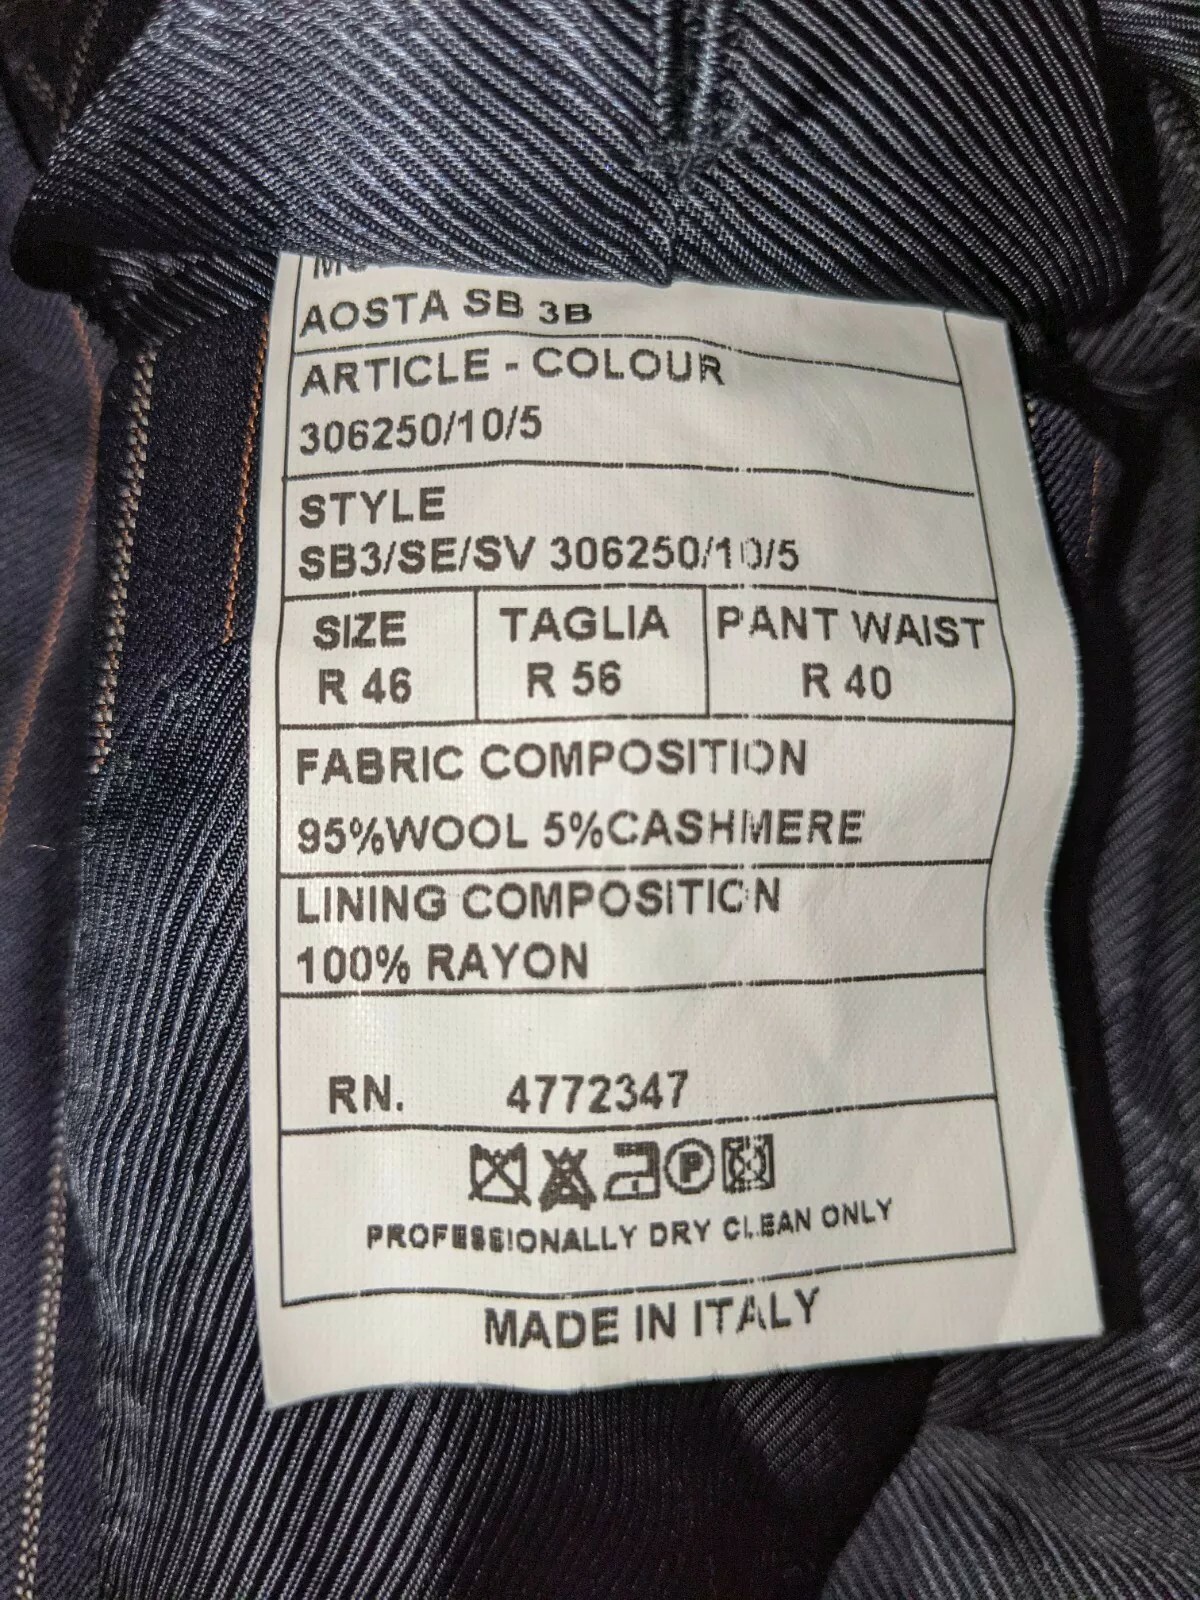 AOSTA SB 3B
ARTICLE - COLOUR
306250/10/5
STYLE
SB3/SE/SV 306250/10/5
SIZE TAGLIA PANT WAIST
R 46 R 56 R 40
FABRIC COMPOSITION
95%WOOL 5%CASHMERE
LINING COMPOSITION
100% RAYON
RN. 4772347
P
PROFESSIONALLY DRY CLEAN ONLY
MADE IN ITALY